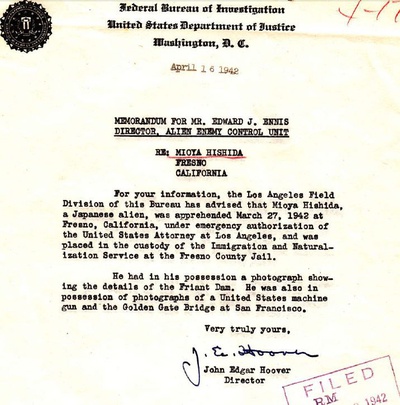 Federal Bureau of Investigation
United States Department of Justice
Washington, D. C.
April 16 1942
MEMORANDUM FOR MR. EDWARD J. ENNIS
DIRECTOR, ALIEN ENEMY CONTROL UNIT
RE: MIOYA HISHIDA
FRESNO
CALIFORNIA
For your information, the Los Angeles Field
Division of this Bureau has advised that Mioya Hishida,
a Japanese alien, was apprehended March 27, 1942 at
Fresno, California, under emergency authorization of
the United States Attorney at Los Angeles, and was
placed in the custody of the Immigration and Natural-
ization Service at the Fresno County Jail.
He had in his possession a photograph show-
ing the details of the Friant Dam. He was also in
possession of photographs of a United States machine
gun and the Golden Gate Bridge at San Francisco.
Very truly yours,
J. E. Hoover
John Edgar Hoover
Director
FILED
RM
1942